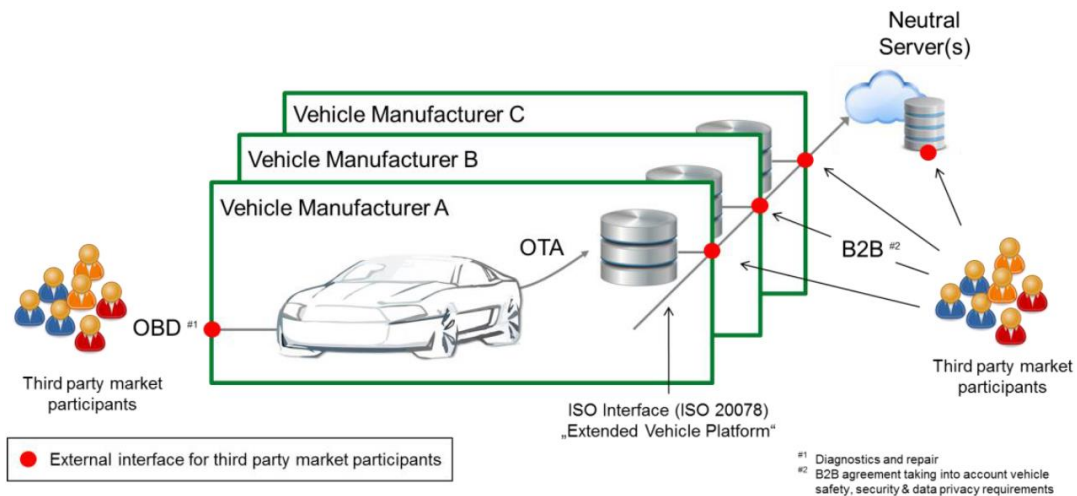 Neutral
Server(s)
Vehicle Manufacturer C
Vehicle Manufacturer B
Vehicle Manufacturer A
OTA
B2B #2
OBD #1
Third party market
participants
Third party market
participants
ISO Interface (ISO 20078)
„Extended Vehicle Platform“
External interface for third party market participants
#1 Diagnostics and repair
#2 B2B agreement taking into account vehicle
safety, security & data privacy requirements